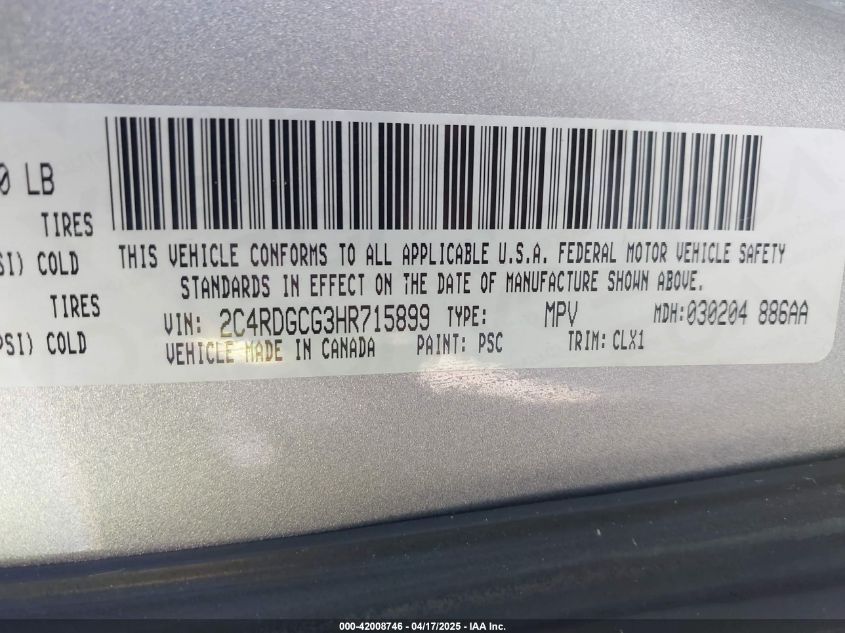 0 LB
TIRES
SI) COLD
TIRES
PSI) COLD
THIS VEHICLE CONFORMS TO ALL APPLICABLE U.S.A. FEDERAL MOTOR VEHICLE SAFETY
STANDARDS IN EFFECT ON THE DATE OF MANUFACTURE SHOWN ABOVE.
VIN: 2C4RDGCG3HR715899 TYPE: MPV MDH:030204 886AA
VEHICLE MADE IN CANADA PAINT: PSC TRIM: CLX1
000-42008746 - 04/17/2025 - IAA Inc.